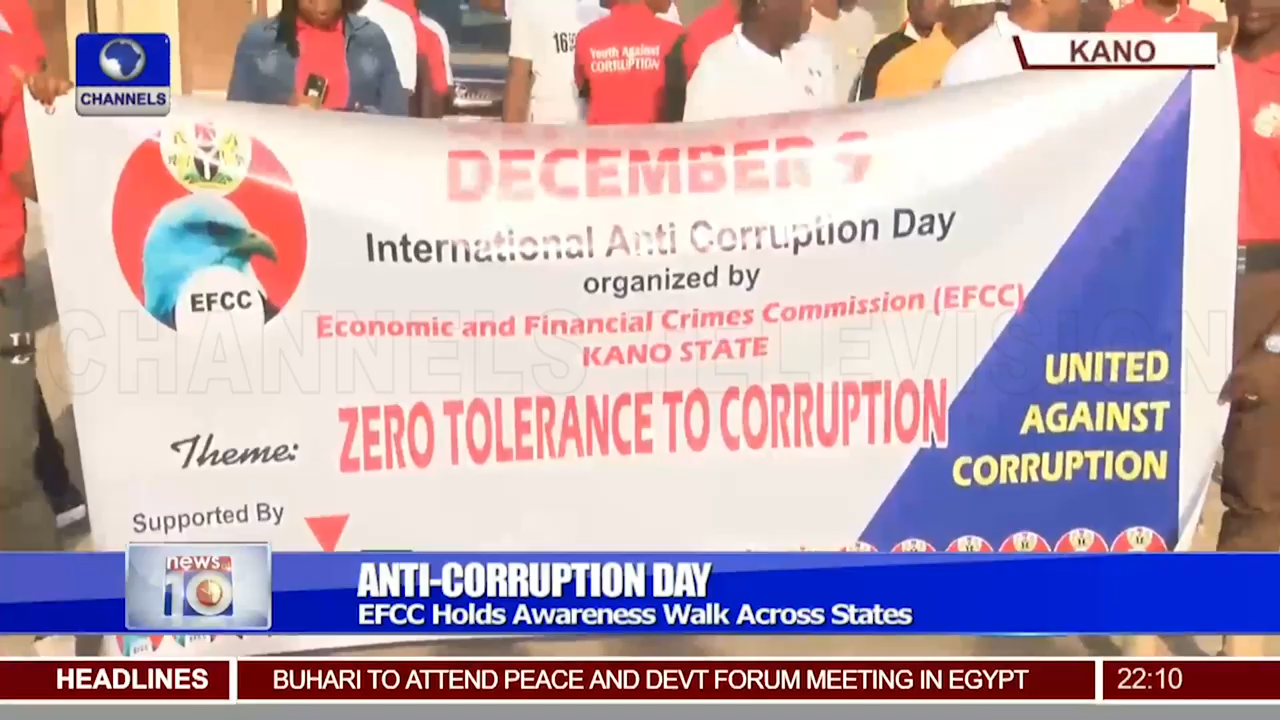 CHANNELS
KANO
16
Youth Against
CORRUPTION
DECEMBER 9
International Anti Corruption Day
organized by
Economic and Financial Crimes Commission (EFCC)
KANO STATE
EFCC
CHANNELS TELEVISION
Theme: ZERO TOLERANCE TO CORRUPTION
UNITED
AGAINST
CORRUPTION
Supported By
news at
10
ANTI-CORRUPTION DAY
EFCC Holds Awareness Walk Across States
HEADLINES
BUHARI TO ATTEND PEACE AND DEVT FORUM MEETING IN EGYPT
22:10